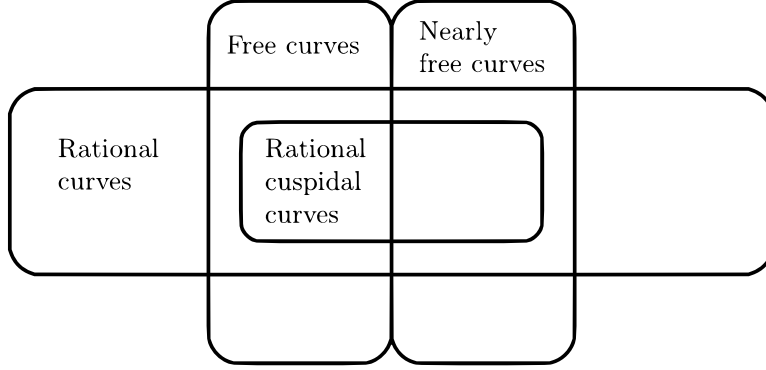 Free curves
Nearly
free curves
Rational
curves
Rational
cuspidal
curves